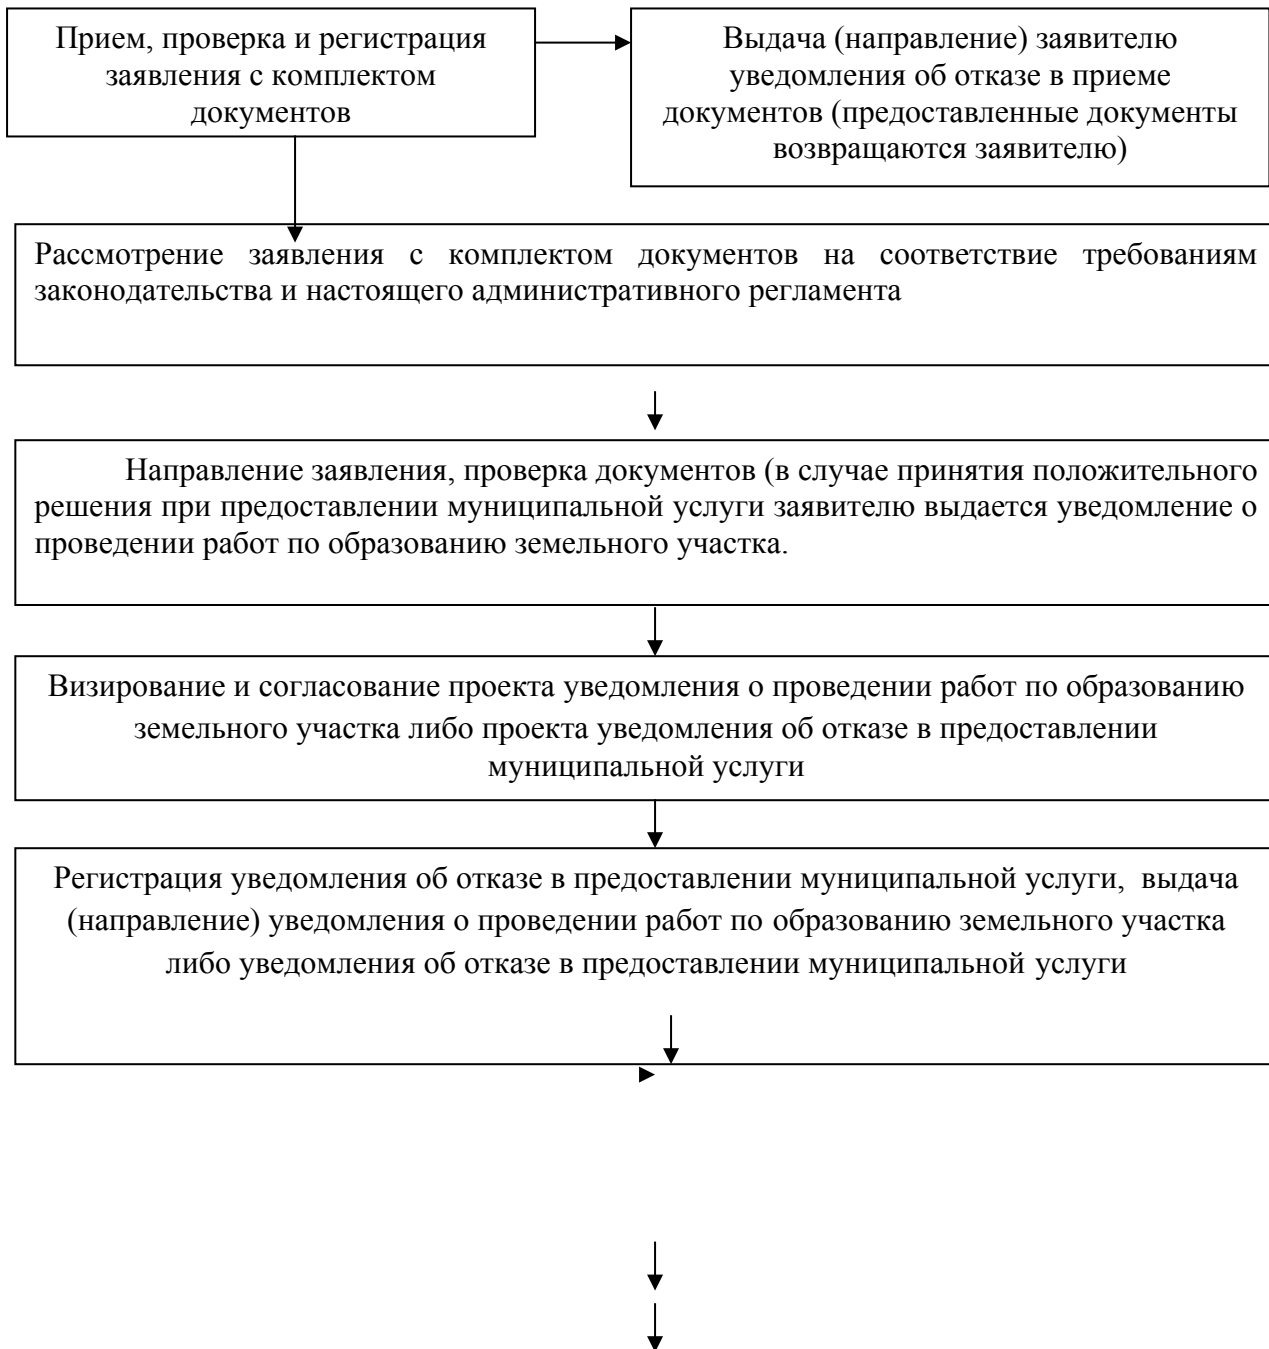 Прием, проверка и регистрация
заявления с комплектом
документов
Выдача (направление) заявителю
уведомления об отказе в приеме
документов (предоставленные документы
возвращаются заявителю)
Рассмотрение заявления с комплектом документов на соответствие требованиям
законодательства и настоящего административного регламента
Направление заявления, проверка документов (в случае принятия положительного
решения при предоставлении муниципальной услуги заявителю выдается уведомление о
проведении работ по образованию земельного участка.
Визирование и согласование проекта уведомления о проведении работ по образованию
земельного участка либо проекта уведомления об отказе в предоставлении
муниципальной услуги
Регистрация уведомления об отказе в предоставлении муниципальной услуги, выдача
(направление) уведомления о проведении работ по образованию земельного участка
либо уведомления об отказе в предоставлении муниципальной услуги